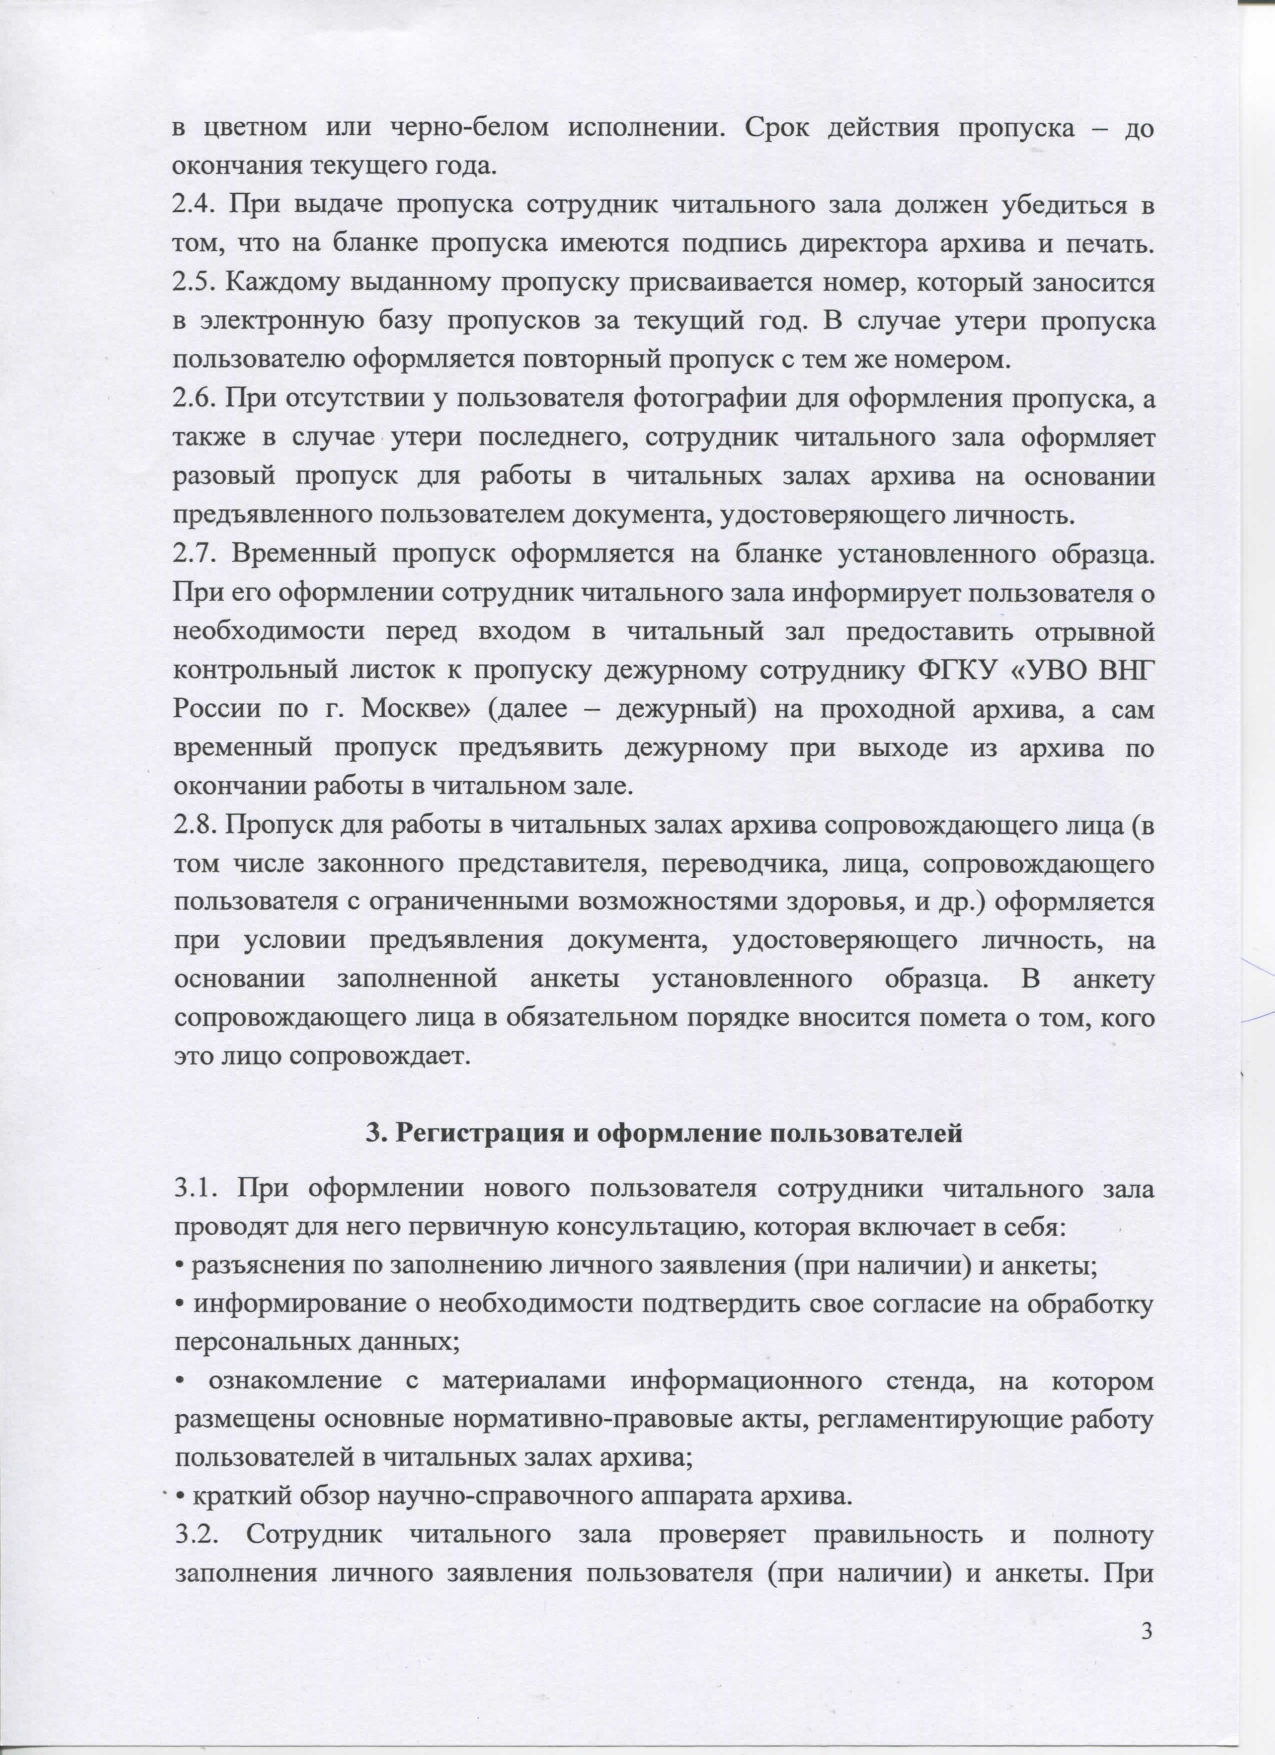 в цветном или черно-белом исполнении. Срок действия пропуска – до
окончания текущего года.
2.4. При выдаче пропуска сотрудник читального зала должен убедиться в
том, что на бланке пропуска имеются подпись директора архива и печать.
2.5. Каждому выданному пропуску присваивается номер, который заносится
в электронную базу пропусков за текущий год. В случае утери пропуска
пользователю оформляется повторный пропуск с тем же номером.
2.6. При отсутствии у пользователя фотографии для оформления пропуска, а
также в случае утери последнего, сотрудник читального зала оформляет
разовый пропуск для работы в читальных залах архива на основании
предъявленного пользователем документа, удостоверяющего личность.
2.7. Временный пропуск оформляется на бланке установленного образца.
При его оформлении сотрудник читального зала информирует пользователя о
необходимости перед входом в читальный зал предоставить отрывной
контрольный листок к пропуску дежурному сотруднику ФГКУ «УВО ВНГ
России по г. Москве» (далее – дежурный) на проходной архива, а сам
временный пропуск предъявить дежурному при выходе из архива по
окончании работы в читальном зале.
2.8. Пропуск для работы в читальных залах архива сопровождающего лица (в
том числе законного представителя, переводчика, лица, сопровождающего
пользователя с ограниченными возможностями здоровья, и др.) оформляется
при условии предъявления документа, удостоверяющего личность, на
основании заполненной анкеты установленного образца. В анкету
сопровождающего лица в обязательном порядке вносится помета о том, кого
это лицо сопровождает.
3. Регистрация и оформление пользователей
3.1. При оформлении нового пользователя сотрудники читального зала
проводят для него первичную консультацию, которая включает в себя:
• разъяснения по заполнению личного заявления (при наличии) и анкеты;
• информирование о необходимости подтвердить свое согласие на обработку
персональных данных;
• ознакомление с материалами информационного стенда, на котором
размещены основные нормативно-правовые акты, регламентирующие работу
пользователей в читальных залах архива;
• краткий обзор научно-справочного аппарата архива.
3.2. Сотрудник читального зала проверяет правильность и полноту
заполнения личного заявления пользователя (при наличии) и анкеты. При
3